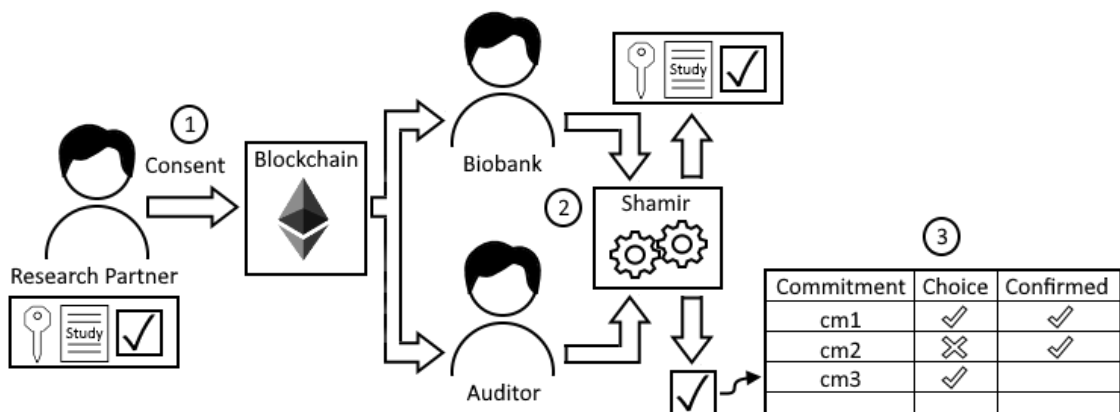 1
Consent
Research Partner
Study
Blockchain
Biobank
Auditor
2
Shamir
Study
3
Commitment Choice Confirmed
cm1
cm2
cm3